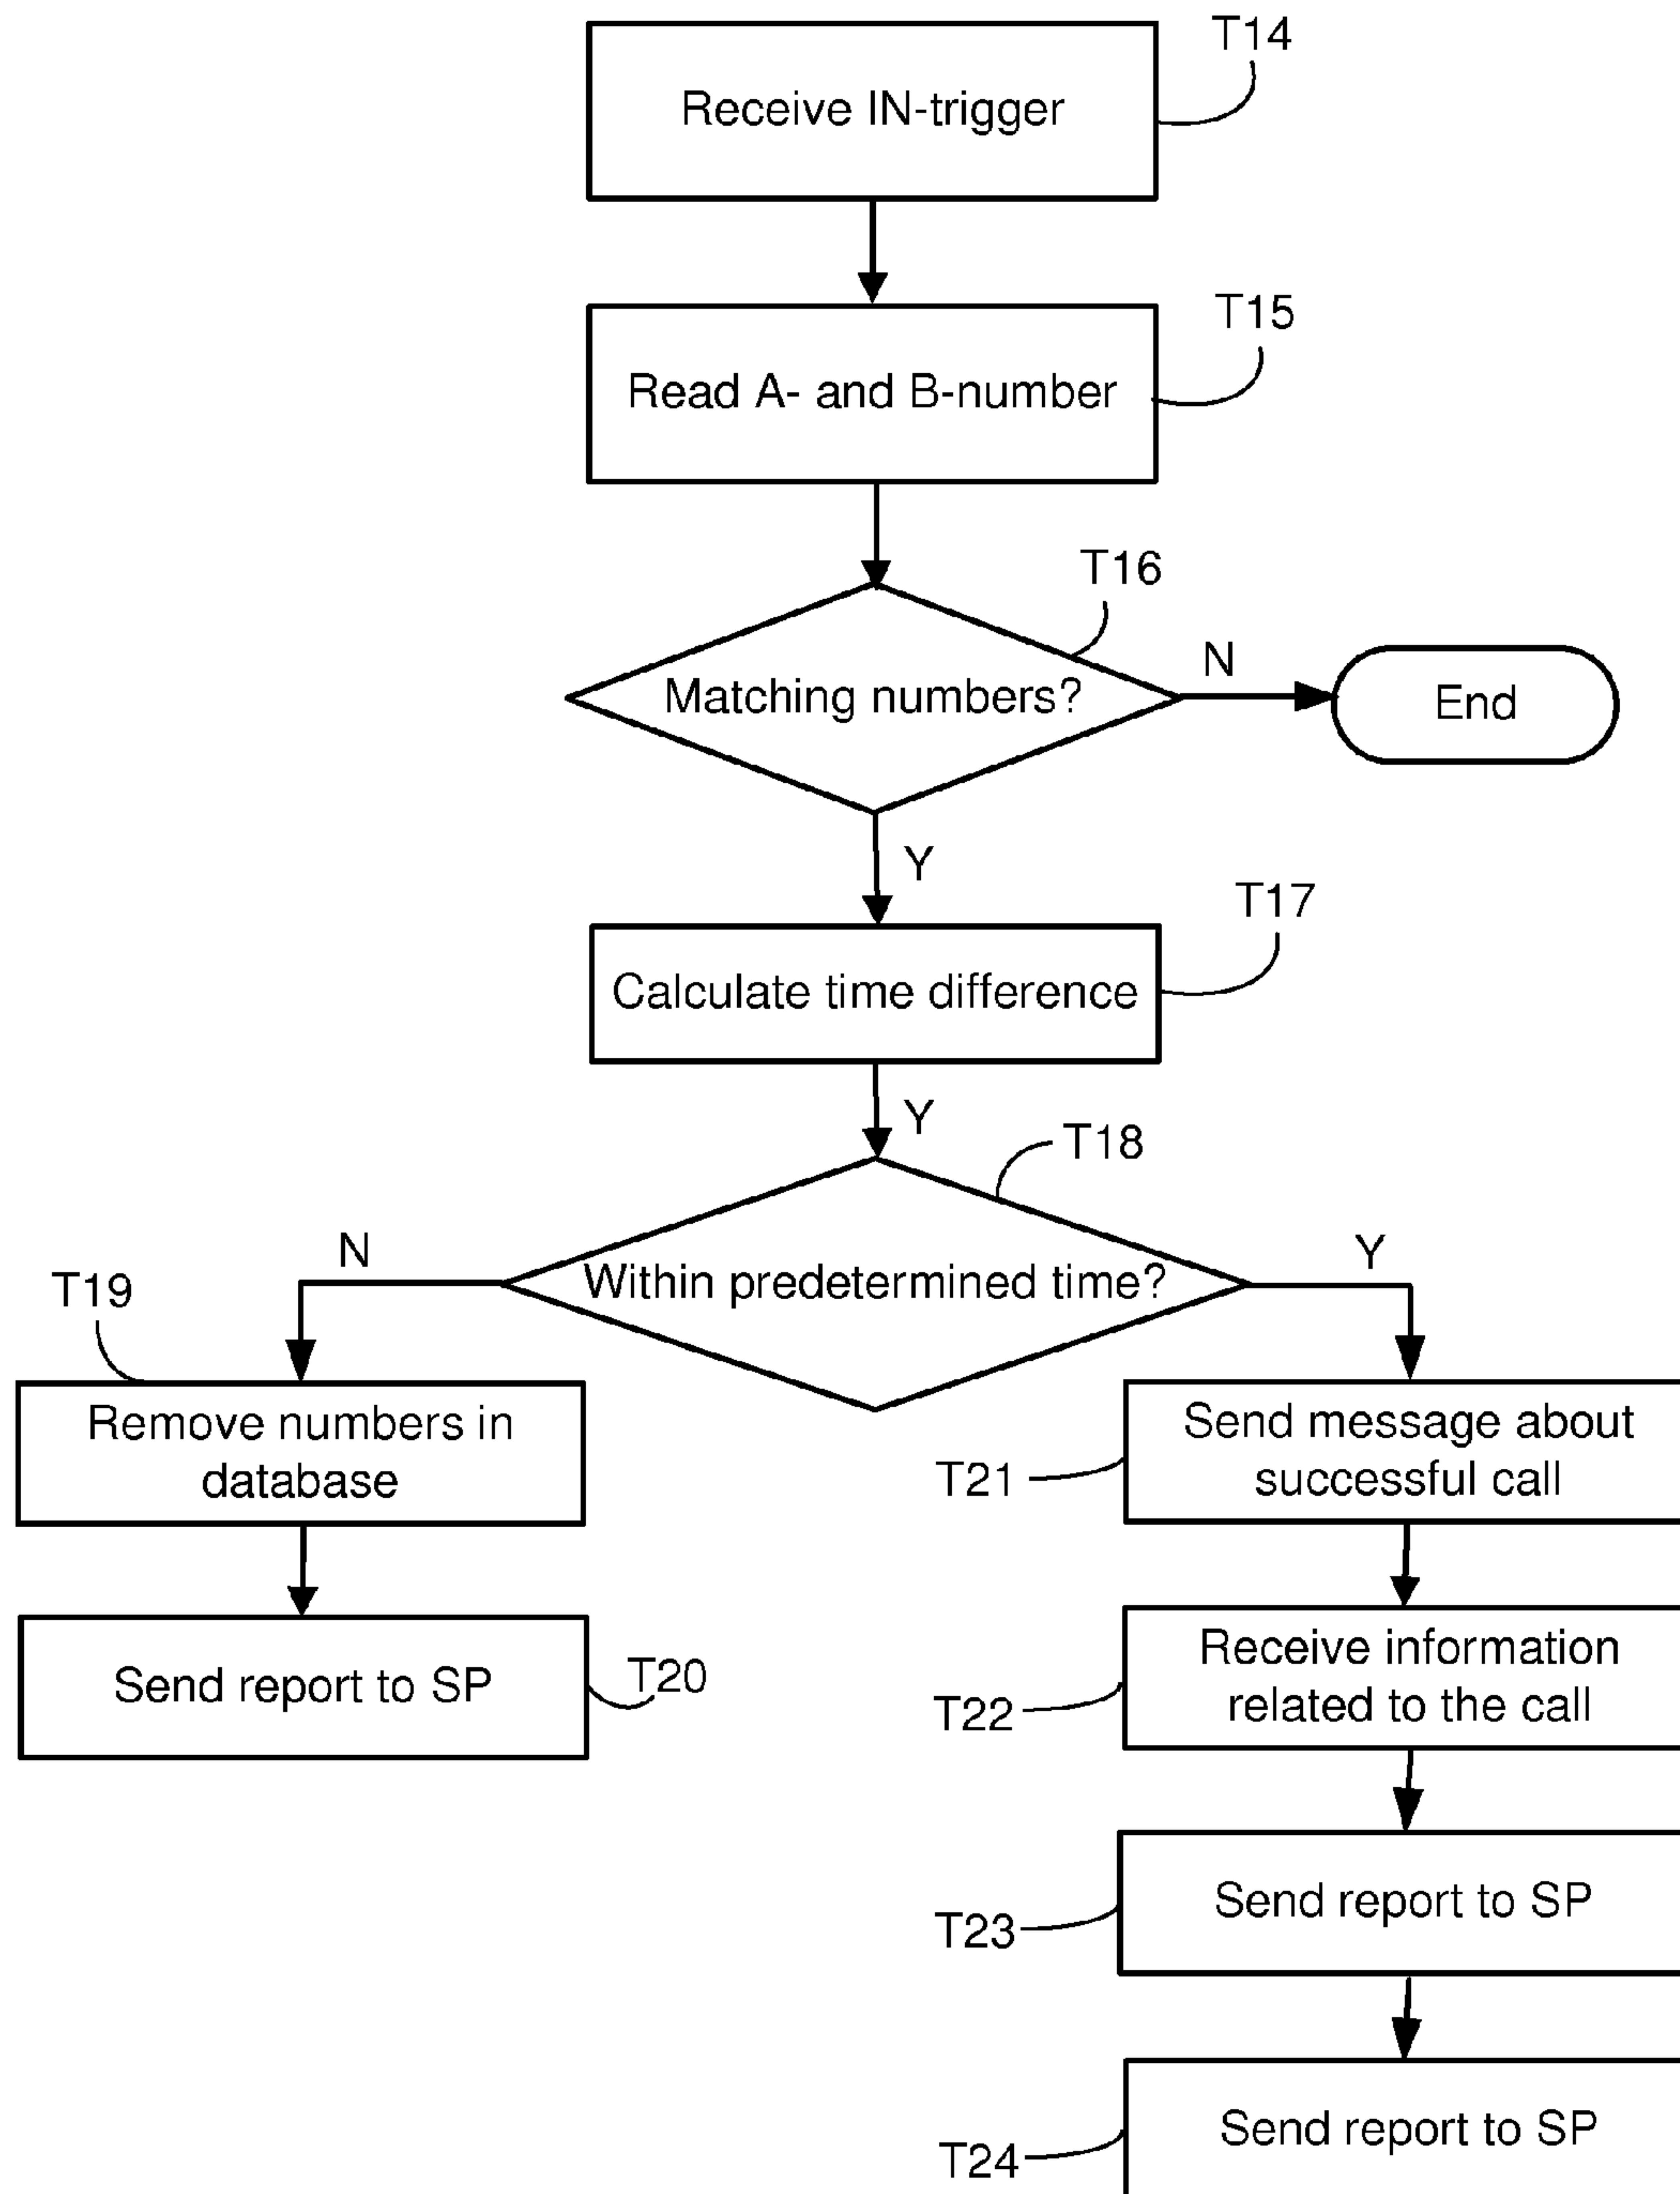 T14
Receive IN-trigger
T15
Read A- and B-number
T16
Matching numbers?
N
End
Y
T17
Calculate time difference
Y
T18
Within predetermined time?
N
Y
T19
Remove numbers in
database
T21
Send message about
successful call
Send report to SP
T20
T22
Receive information
related to the call
T23
Send report to SP
T24
Send report to SP